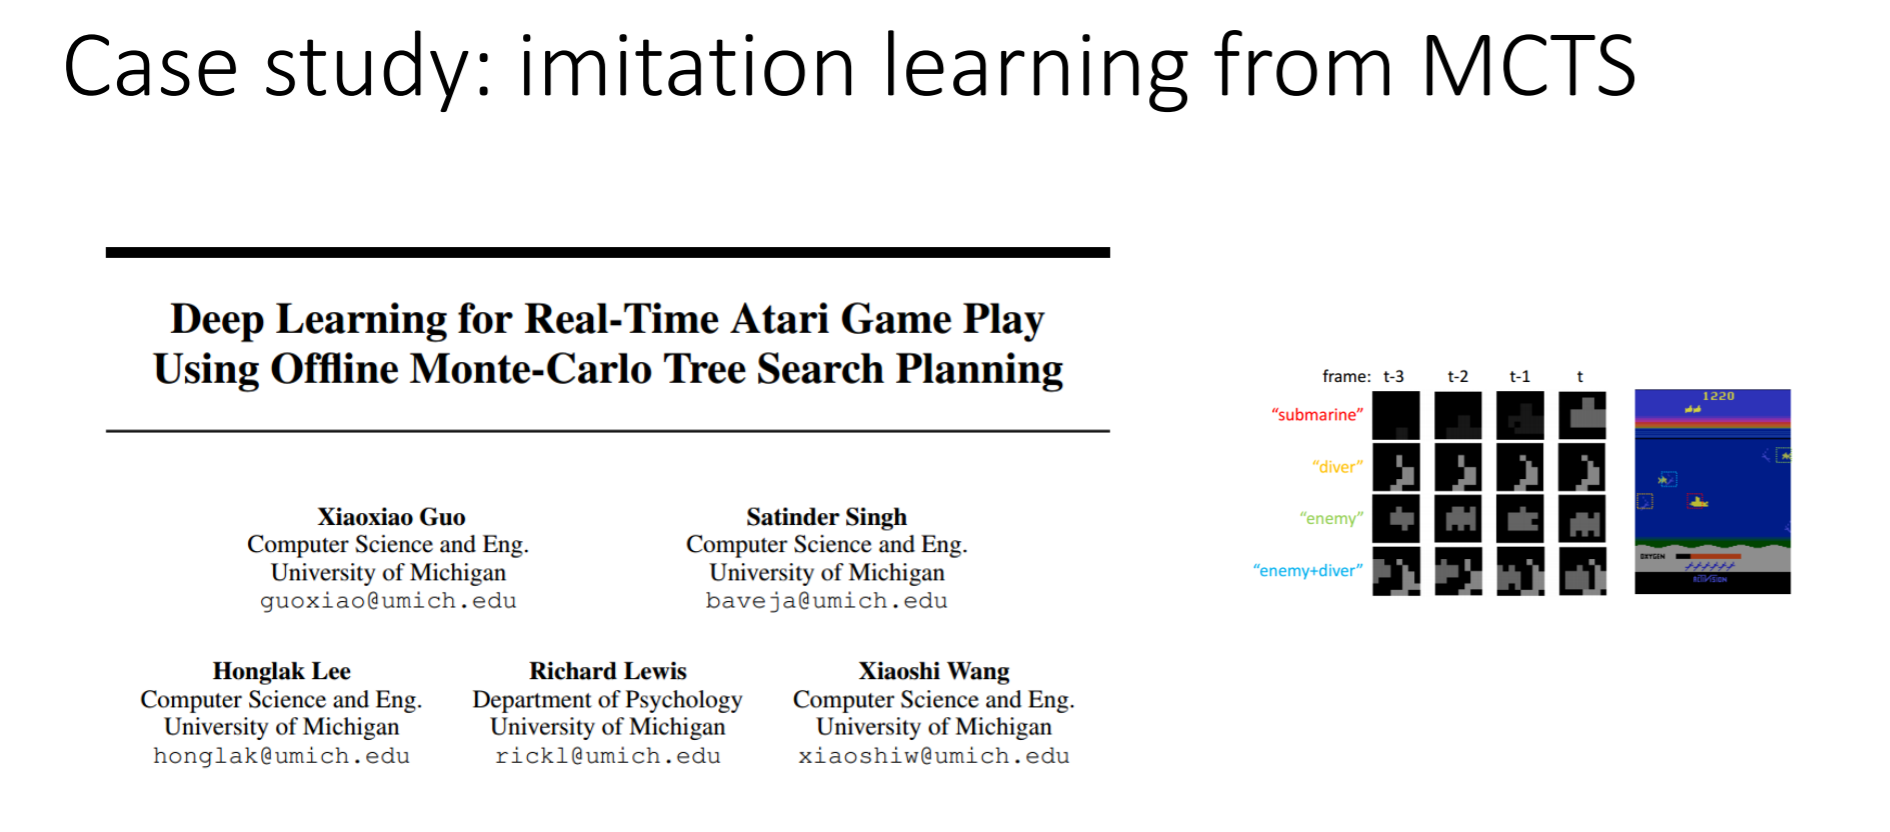 Case study: imitation learning from MCTS
Deep Learning for Real-Time Atari Game Play
Using Offline Monte-Carlo Tree Search Planning
Xiaoxiao Guo
Computer Science and Eng.
University of Michigan
guoxiao@umich.edu
Satinder Singh
Computer Science and Eng.
University of Michigan
baveja@umich.edu
Honglak Lee
Computer Science and Eng.
University of Michigan
honglak@umich.edu
Richard Lewis
Department of Psychology
University of Michigan
rickl@umich.edu
Xiaoshi Wang
Computer Science and Eng.
University of Michigan
xiaoshiw@umich.edu
frame: t-3 t-2 t-1 t
“submarine”
“diver”
“enemy”
“enemy+diver”
1220
OXYGEN
ACTIVISION